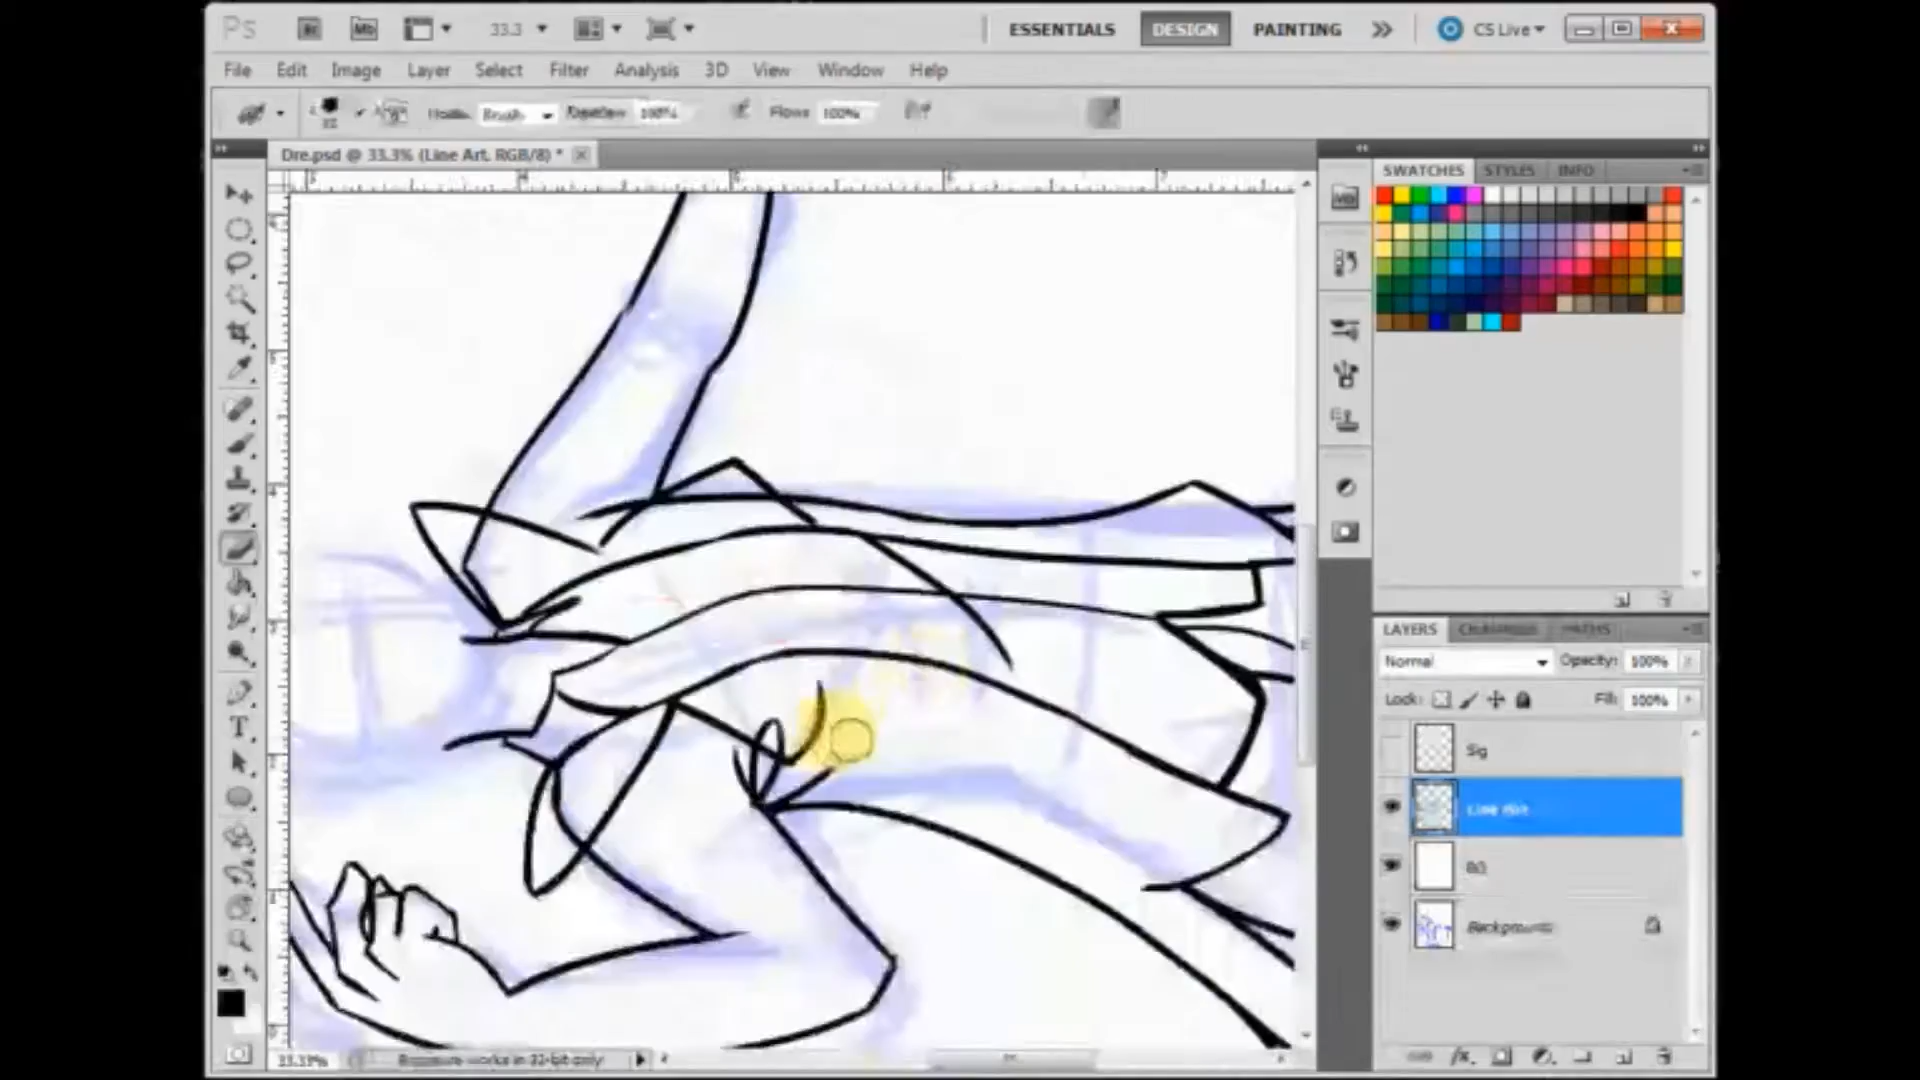 Ps Br Mb 33.3 ESSENTIALS DESIGN PAINTING CS Live
File Edit Image Layer Select Filter Analysis 3D View Window Help
Mode: Brush 100% Flow: 100%
Dre.psd @ 33.3% (Line Art, RGB/8) *
SWATCHES STYLES INFO
LAYERS CHANNELS PATHS
Normal Opacity: 100%
Lock: Fill: 100%
Sig
Line Art
BG
Background
33.33% Exposure works in 32-bit only